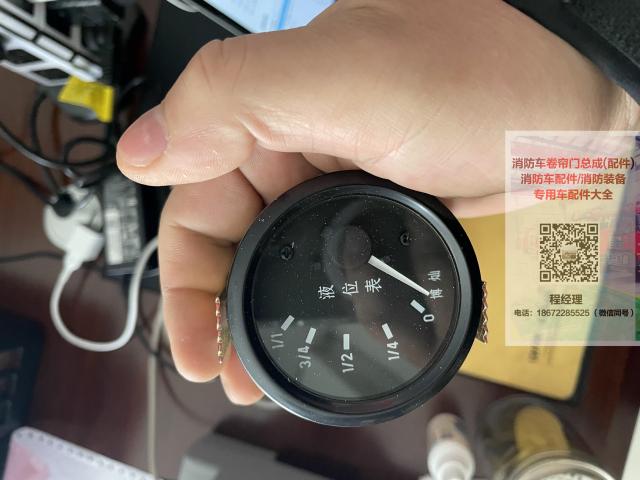 液位表
1/1
3/4
1/2
1/4
0
消防车卷帘门总成(配件)
消防车配件/消防装备
专用车配件大全
程经理
电话：18672285525（微信同号）